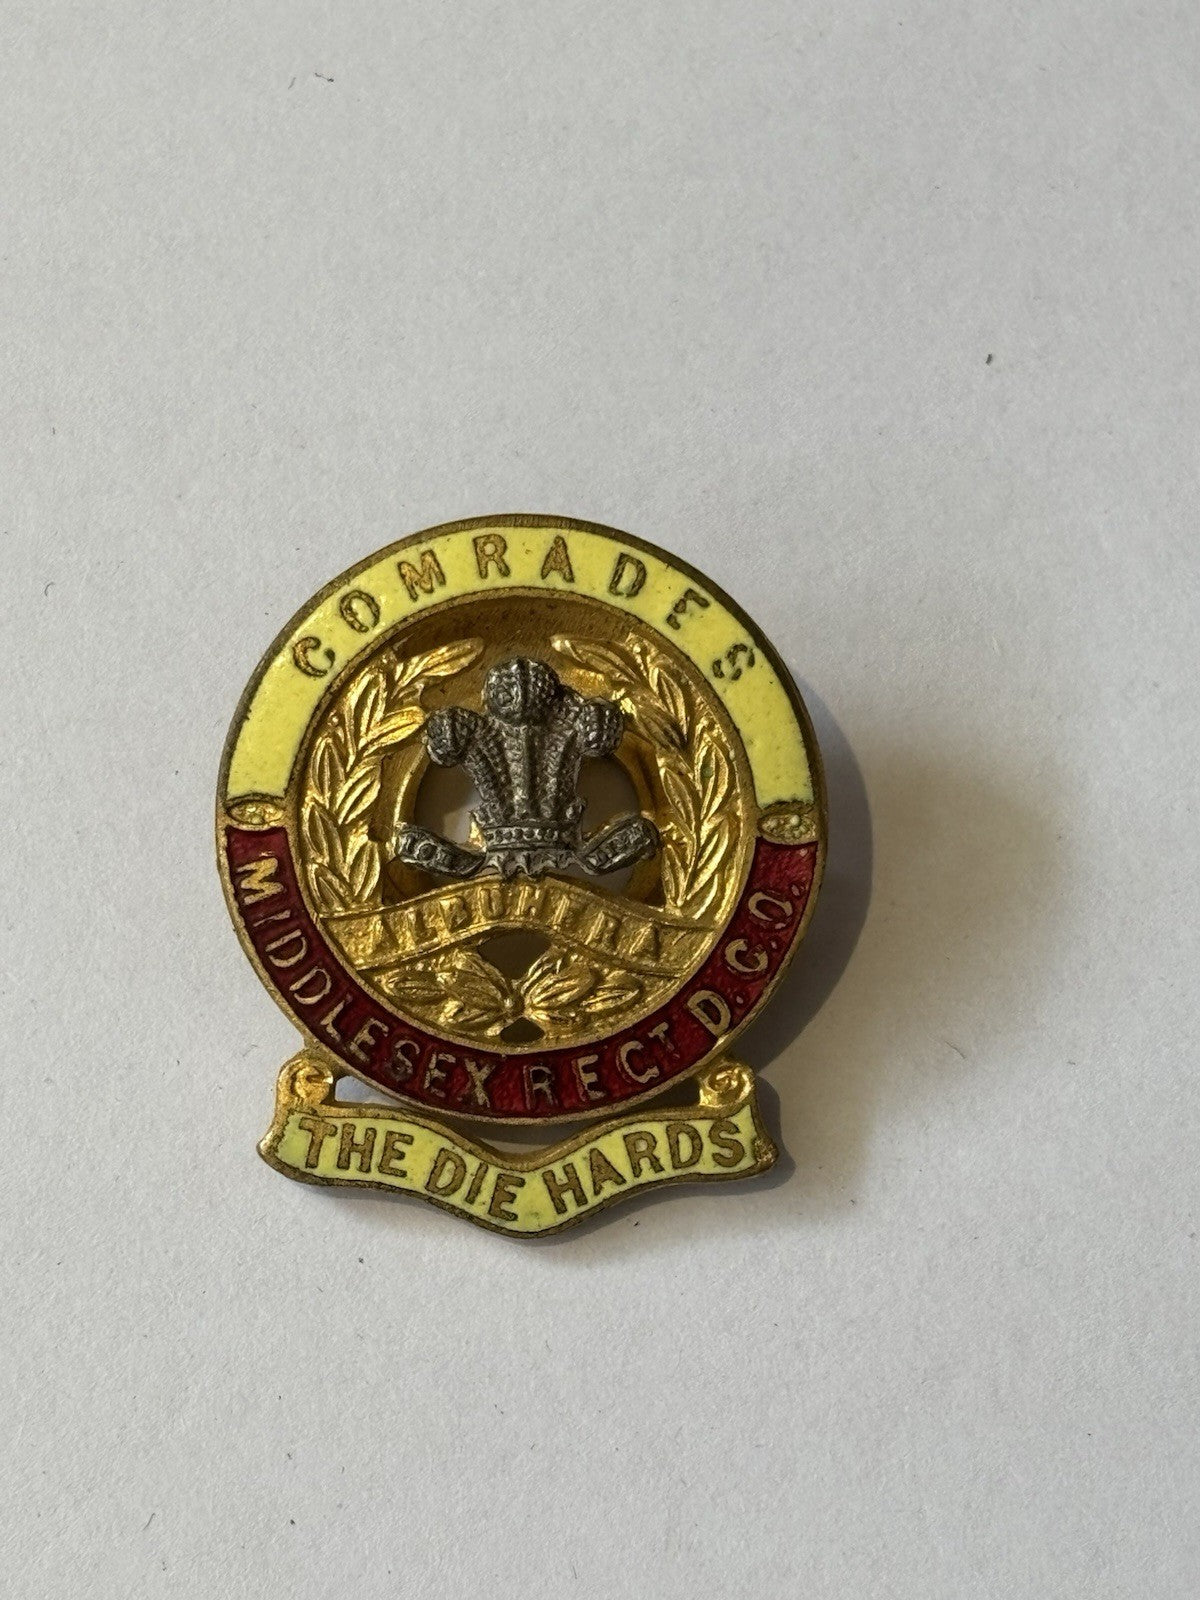 COMRADES
ALBUHERA
MIDDLESEX REGT D.C.O.
THE DIE HARDS